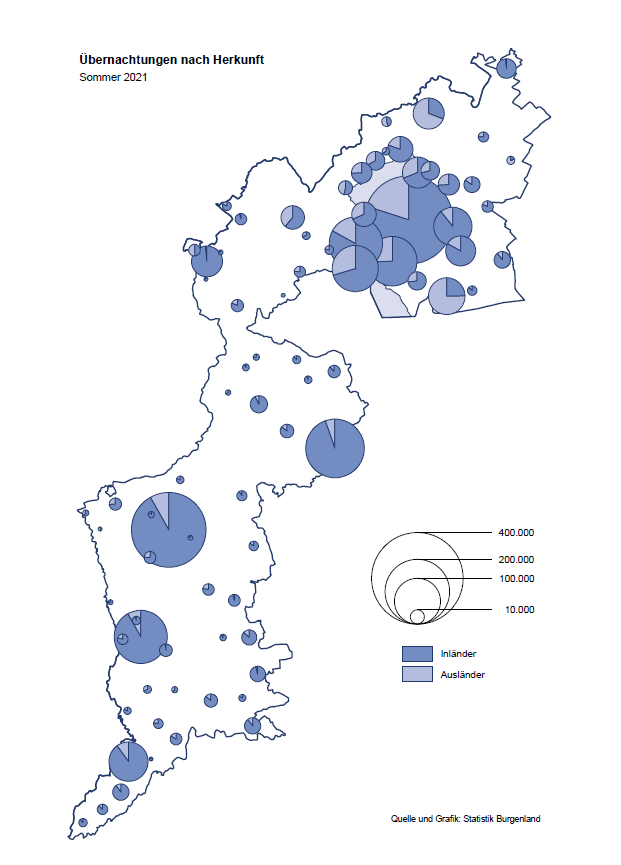 Übernachtungen nach Herkunft
Sommer 2021
400.000
200.000
100.000
10.000
Inländer
Ausländer
Quelle und Grafik: Statistik Burgenland